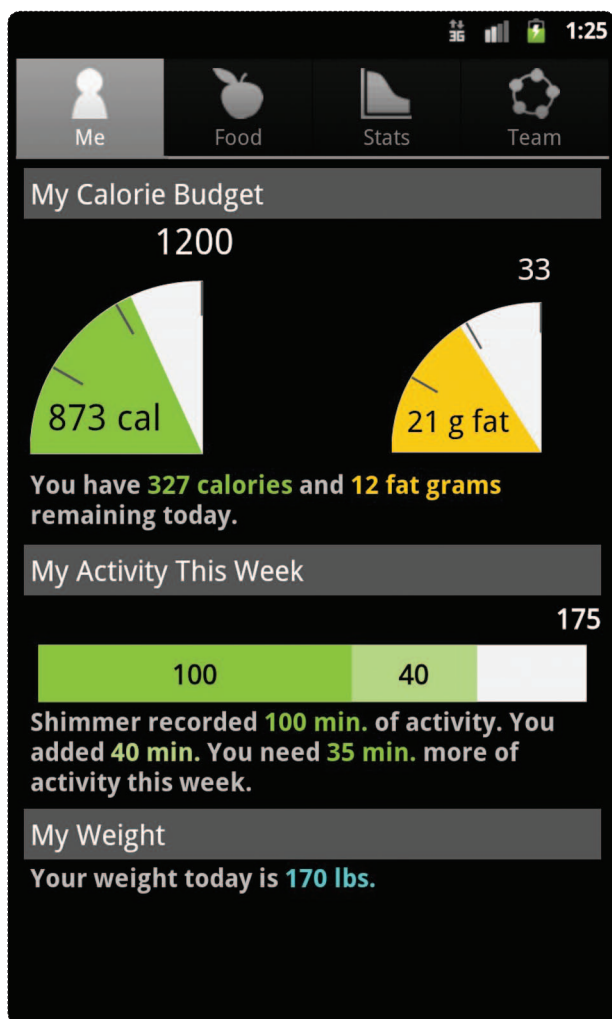 3G 1:25
Me Food Stats Team
My Calorie Budget
1200
33
873 cal
21 g fat
You have 327 calories and 12 fat grams
remaining today.
My Activity This Week
175
100 40
Shimmer recorded 100 min. of activity. You
added 40 min. You need 35 min. more of
activity this week.
My Weight
Your weight today is 170 lbs.